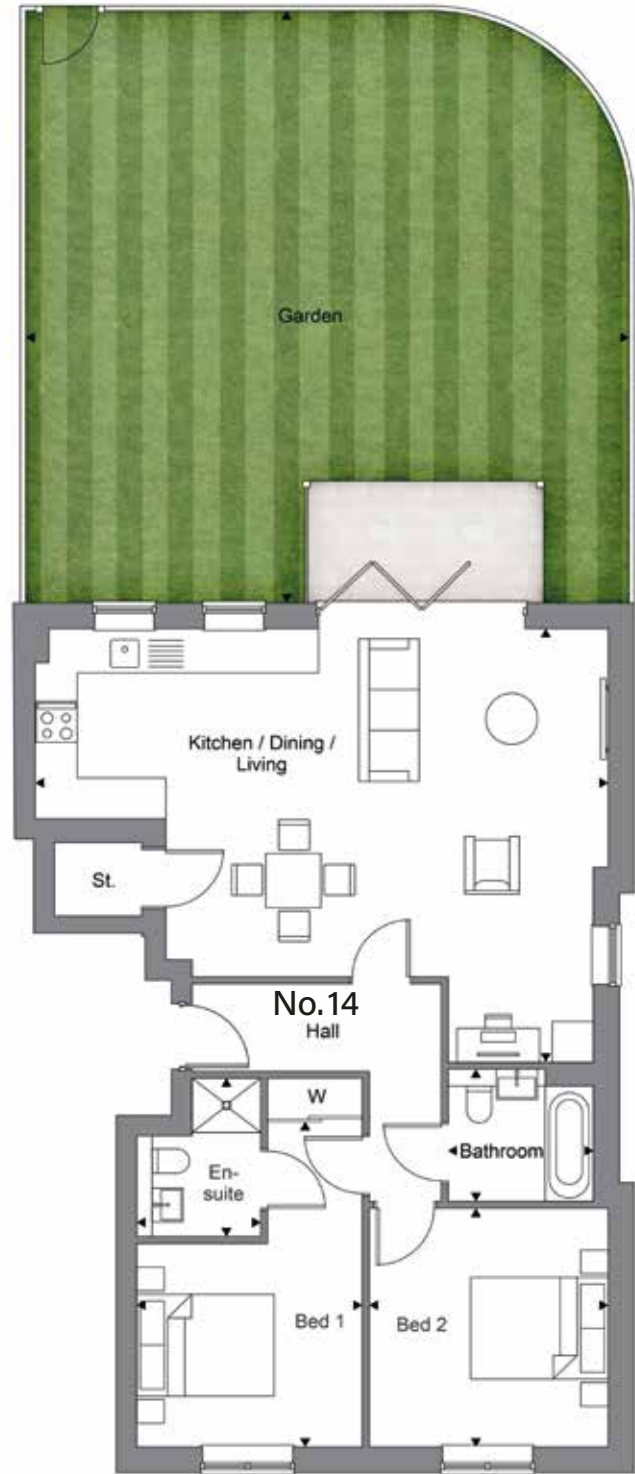 Garden
Kitchen / Dining /
Living
St.
No.14
Hall
W
En-
suite
Bathroom
Bed 1
Bed 2